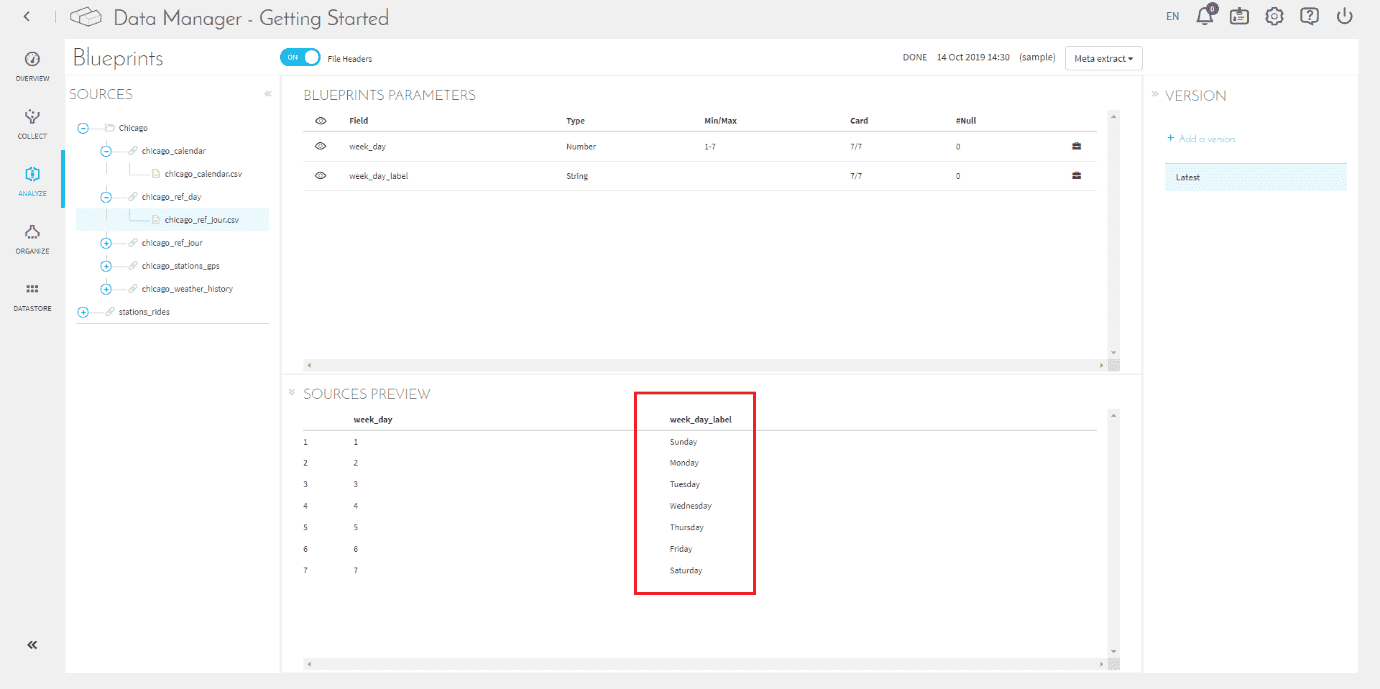 Data Manager - Getting Started
EN
0
Blueprints
ON
File Headers
DONE 14 Oct 2019 14:30 (sample)
Meta extract
OVERVIEW
COLLECT
ANALYZE
ORGANIZE
DATASTORE
SOURCES
Chicago
chicago_calendar
chicago_calendar.csv
chicago_ref_day
chicago_ref_jour.csv
chicago_ref_jour
chicago_stations_gps
chicago_weather_history
stations_rides
BLUEPRINTS PARAMETERS
Field Type Min/Max Card #Null
week_day Number 1-7 7/7 0
week_day_label String 7/7 0
SOURCES PREVIEW
week_day week_day_label
1 1 Sunday
2 2 Monday
3 3 Tuesday
4 4 Wednesday
5 5 Thursday
6 6 Friday
7 7 Saturday
VERSION
+ Add a version
Latest